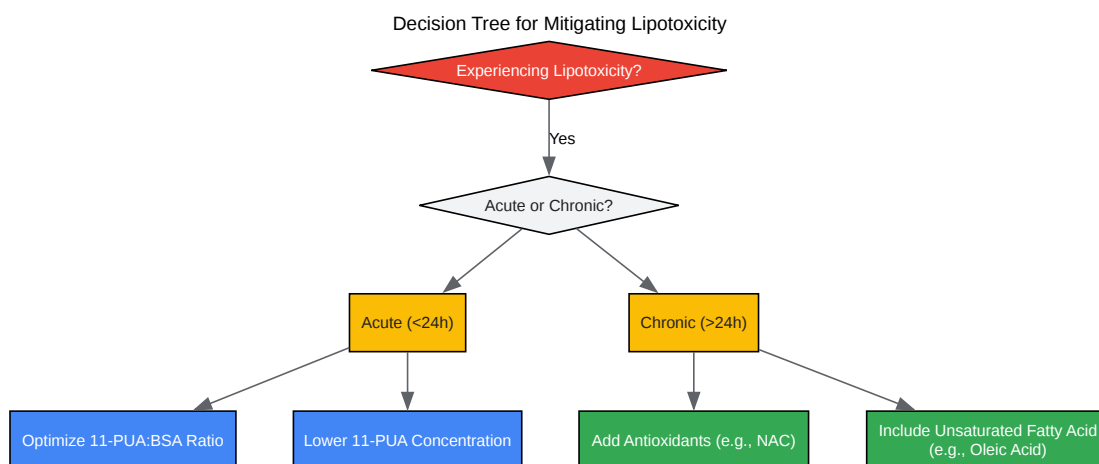 Decision Tree for Mitigating Lipotoxicity
Experiencing Lipotoxicity?
Yes
Acute or Chronic?
Acute (<24h)
Chronic (>24h)
Optimize 11-PUA:BSA Ratio
Lower 11-PUA Concentration
Add Antioxidants (e.g., NAC)
Include Unsaturated Fatty Acid
(e.g., Oleic Acid)